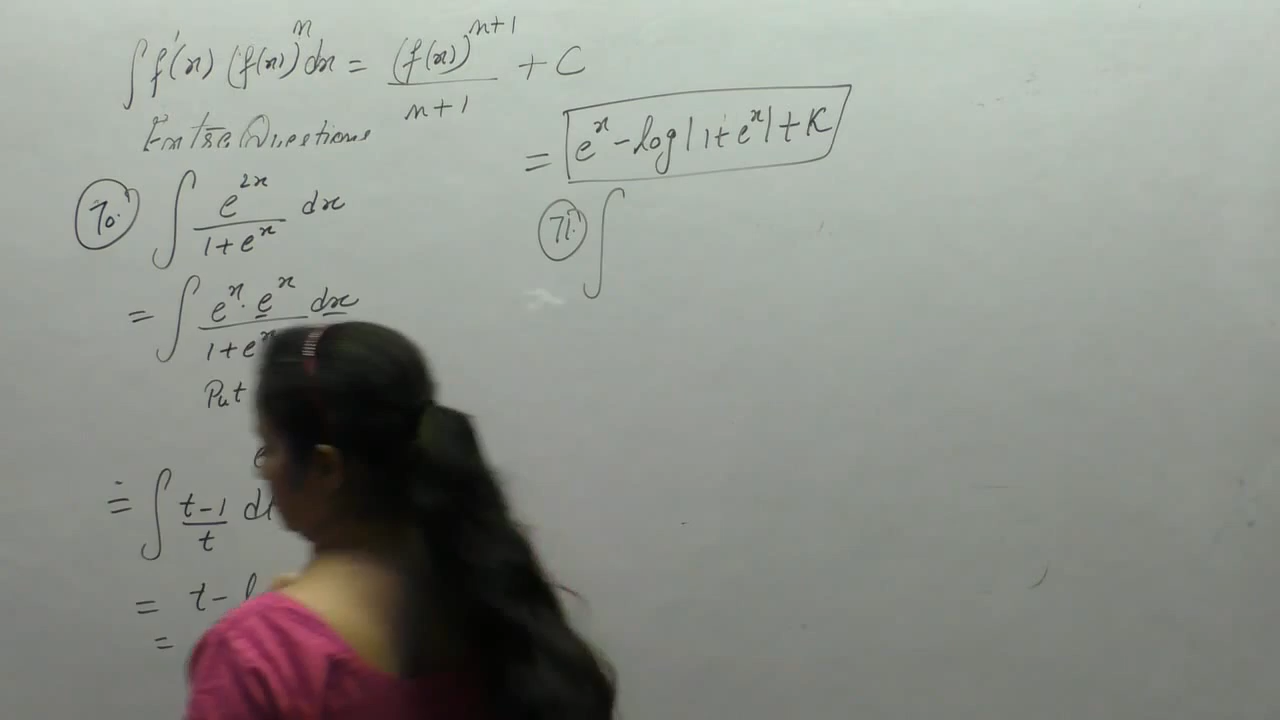 ∫ f'(x) (f(x))^n dx = (f(x))^(n+1) / (n+1) + C
Extra Questions
70. ∫ e^(2x) / (1+e^x) dx
= ∫ e^x · e^x / (1+e^x) dx
Put
e
= ∫ (t-1)/t dt
= t -
=
= e^x - log|1+e^x| + K
71. ∫